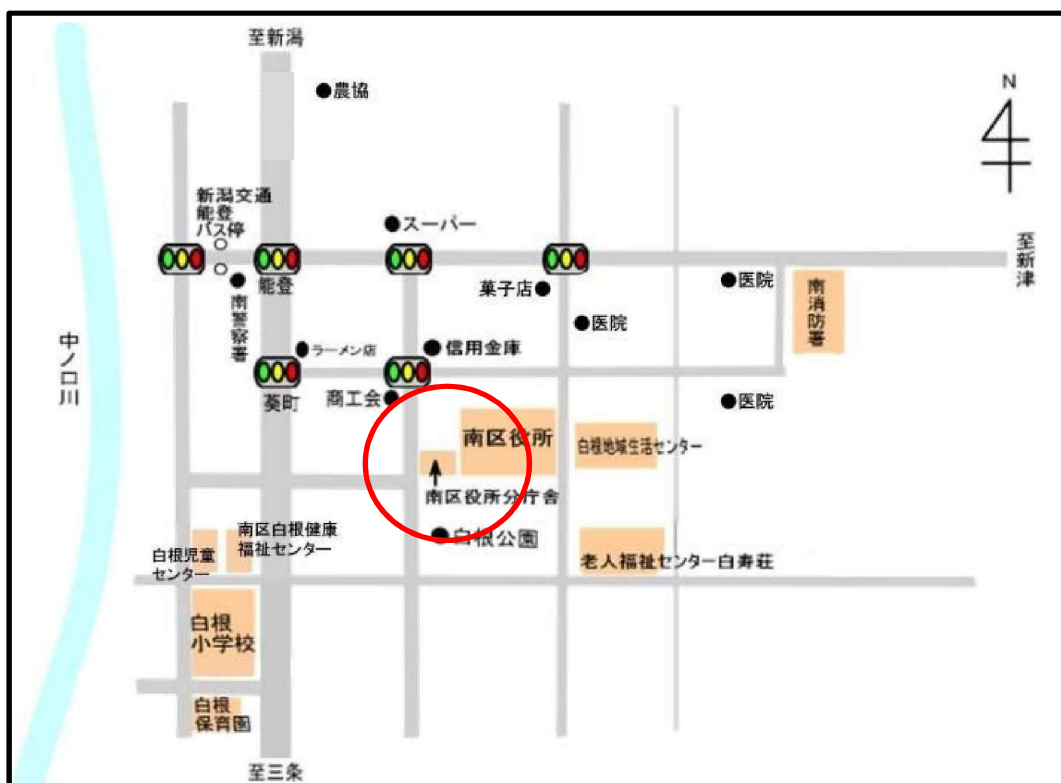 至新潟
●農協
N
新潟交通
能登
バス停
●スーパー
至新津
能登
南警察署
菓子店●
●医院
●医院
南消防署
中ノ口川
●ラーメン店
●信用金庫
葵町
商工会
●医院
南区役所
白根地域生活センター
南区役所分庁舎
南区白根健康
福祉センター
白根児童
センター
●白根公園
老人福祉センター白寿荘
白根
小学校
白根
保育園
至三条